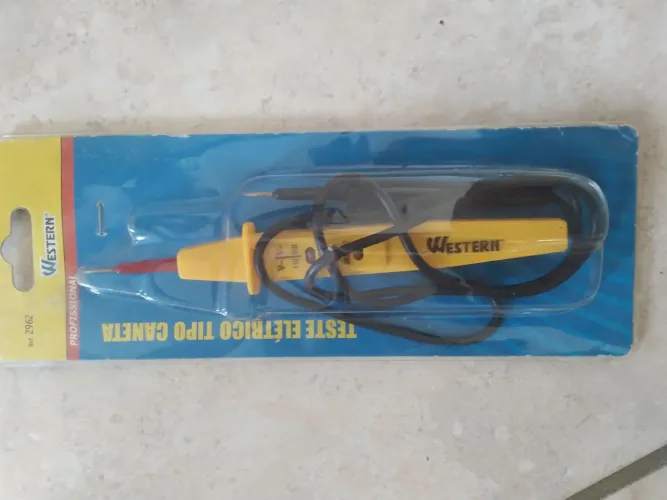 Ref. 2962
WESTERN®
PROFISSIONAL
TESTE ELÉTRICO TIPO CANETA
WESTERN